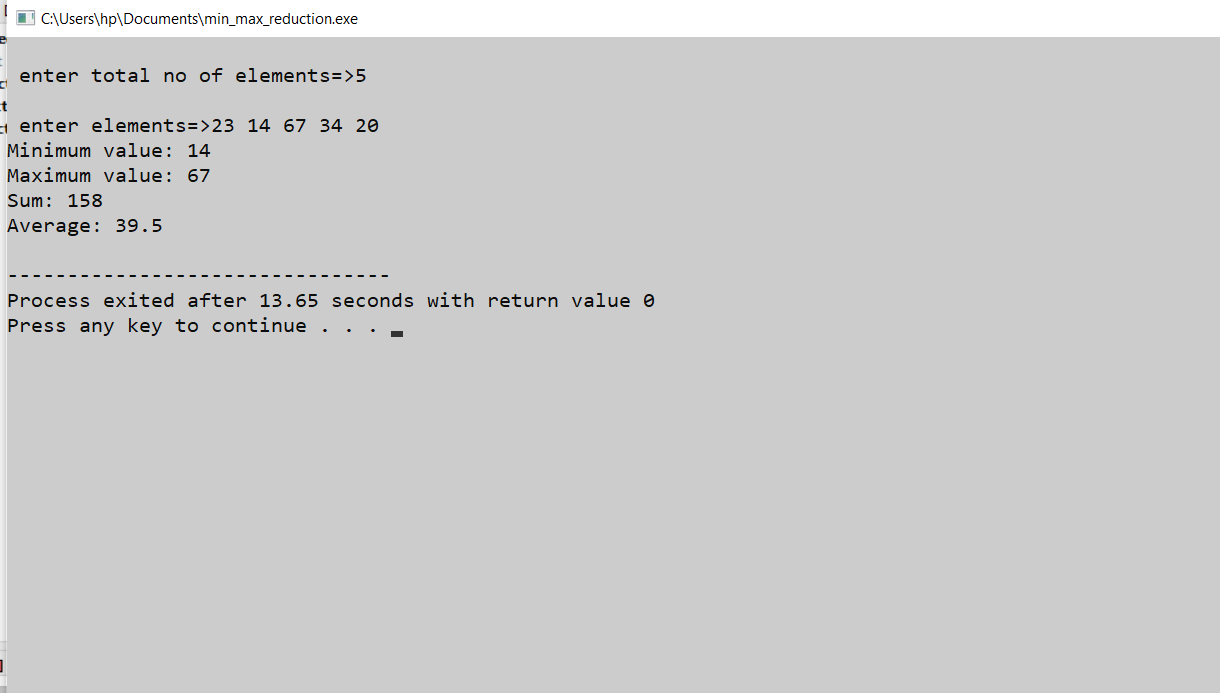 C:\Users\hp\Documents\min_max_reduction.exe
enter total no of elements=>5
enter elements=>23 14 67 34 20
Minimum value: 14
Maximum value: 67
Sum: 158
Average: 39.5
--------------------------------
Process exited after 13.65 seconds with return value 0
Press any key to continue . . .